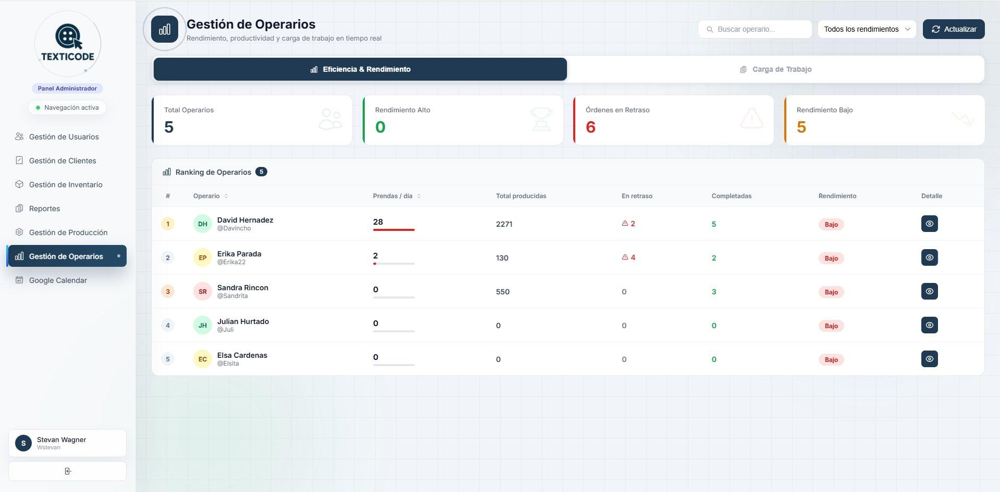 TEXTICODE
Panel Administrador
Navegación activa
Gestión de Usuarios
Gestión de Clientes
Gestión de Inventario
Reportes
Gestión de Producción
Gestión de Operarios
Google Calendar
Stevan Wagner
Wstevan
Gestión de Operarios
Rendimiento, productividad y carga de trabajo en tiempo real
Buscar operario...
Todos los rendimientos
Actualizar
Eficiencia & Rendimiento
Carga de Trabajo
Total Operarios
5
Rendimiento Alto
0
Órdenes en Retraso
6
Rendimiento Bajo
5
Ranking de Operarios 5
# Operario Prendas / día Total producidas En retraso Completadas Rendimiento Detalle
1 DH David Hernadez 28 2271 2 5 Bajo
@Davincho
2 EP Erika Parada 2 130 4 2 Bajo
@Erika22
3 SR Sandra Rincon 0 550 0 3 Bajo
@Sandrita
4 JH Julian Hurtado 0 0 0 0 Bajo
@Juli
5 EC Elsa Cardenas 0 0 0 0 Bajo
@Elsita
S